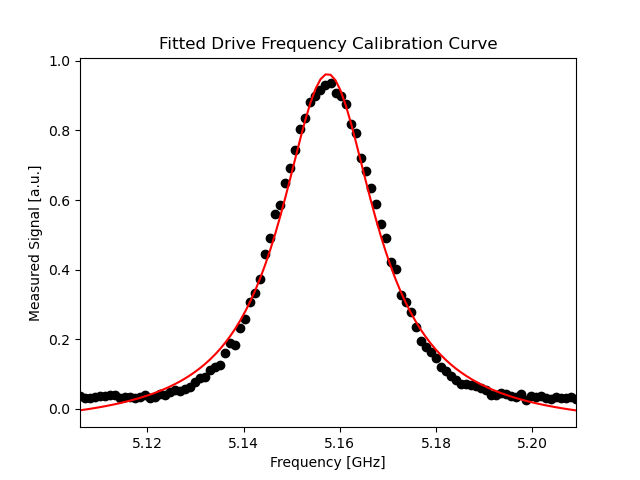 Fitted Drive Frequency Calibration Curve
1.0
0.8
0.6
0.4
0.2
0.0
Measured Signal [a.u.]
5.12 5.14 5.16 5.18 5.20
Frequency [GHz]